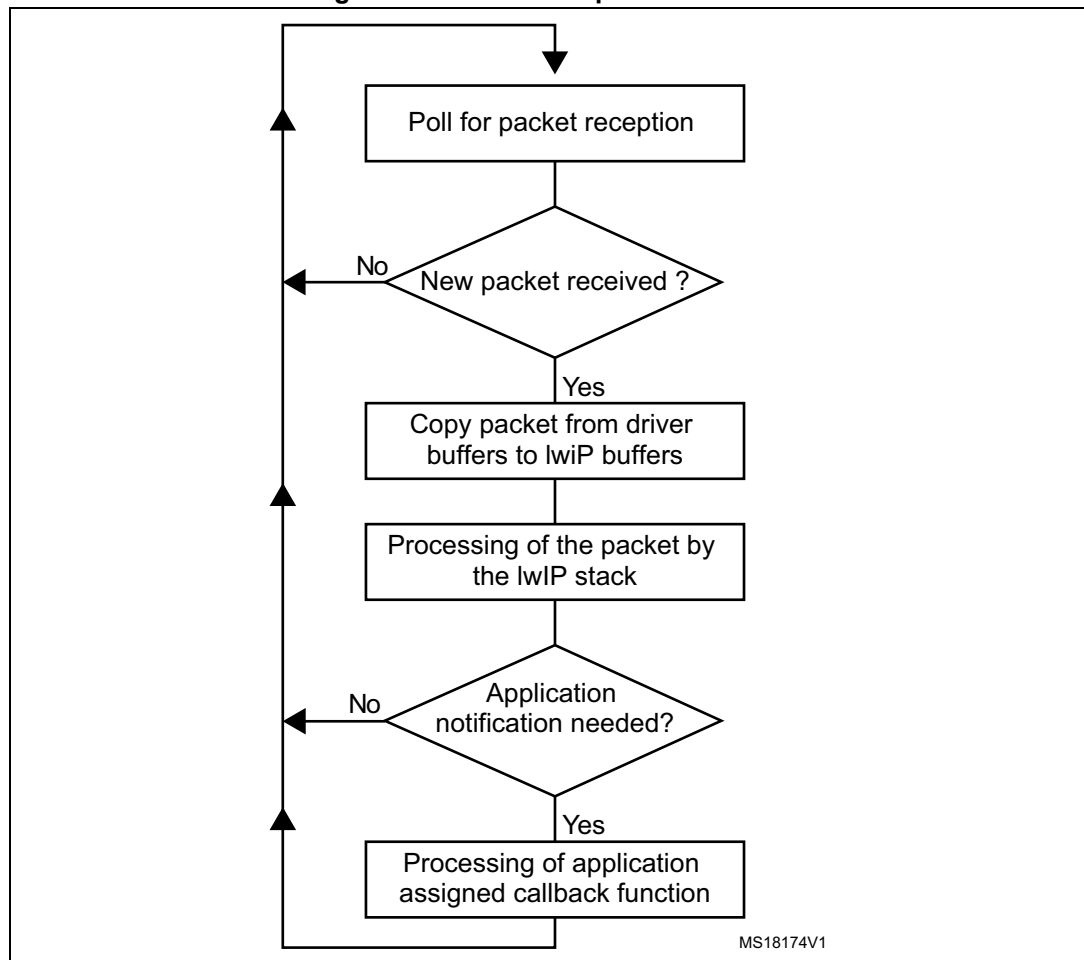 Poll for packet reception
No
New packet received ?
Yes
Copy packet from driver
buffers to lwiP buffers
Processing of the packet by
the lwIP stack
No
Application
notification needed?
Yes
Processing of application
assigned callback function
MS18174V1